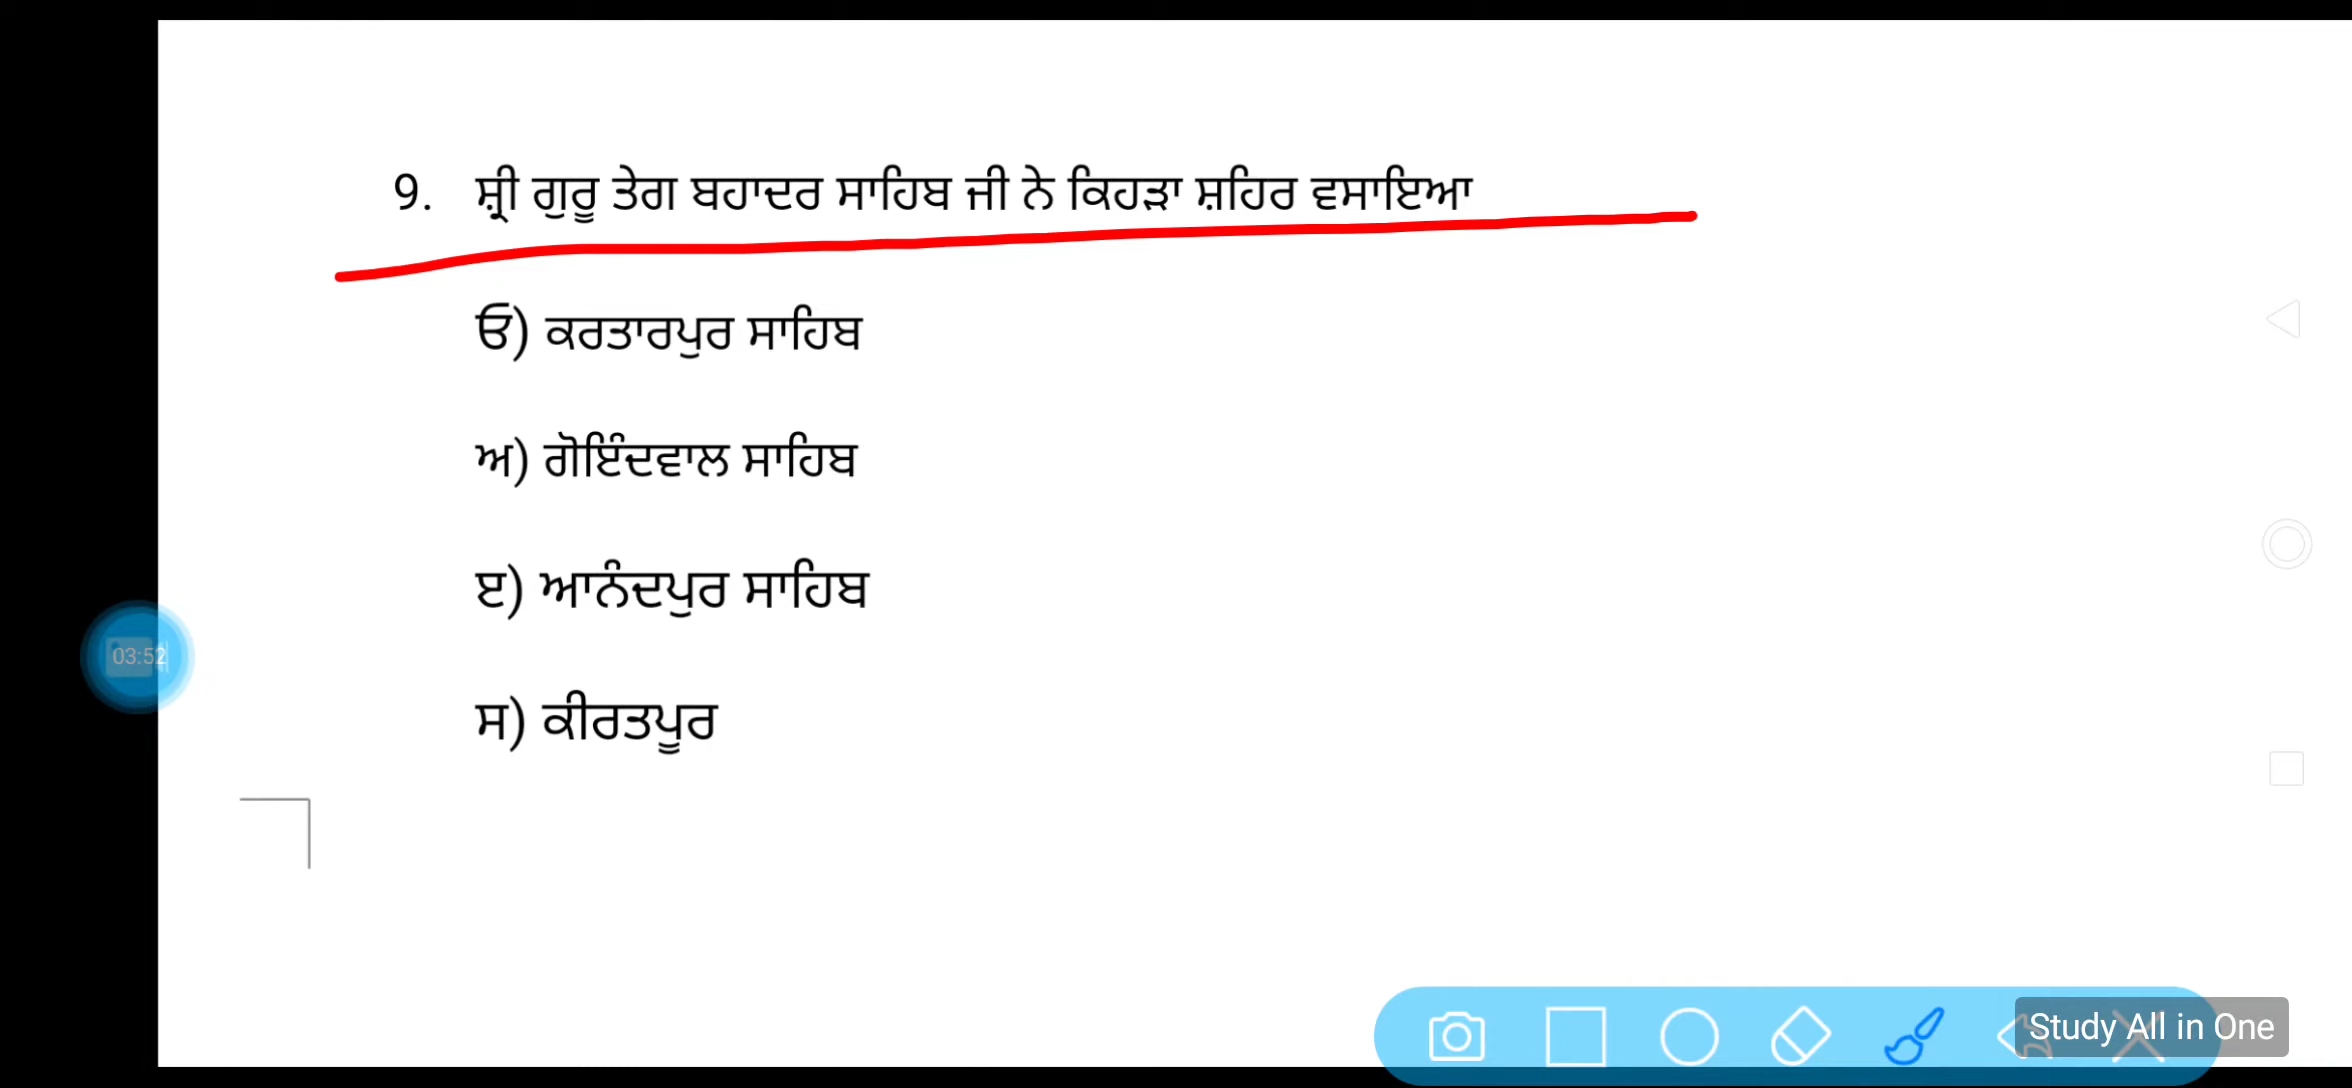 9. ਸ਼੍ਰੀ ਗੁਰੂ ਤੇਗ ਬਹਾਦਰ ਸਾਹਿਬ ਜੀ ਨੇ ਕਿਹੜਾ ਸ਼ਹਿਰ ਵਸਾਇਆ
ੳ) ਕਰਤਾਰਪੁਰ ਸਾਹਿਬ
ਅ) ਗੋਇੰਦਵਾਲ ਸਾਹਿਬ
ੲ) ਆਨੰਦਪੁਰ ਸਾਹਿਬ
03:52
ਸ) ਕੀਰਤਪੂਰ
Study All in One